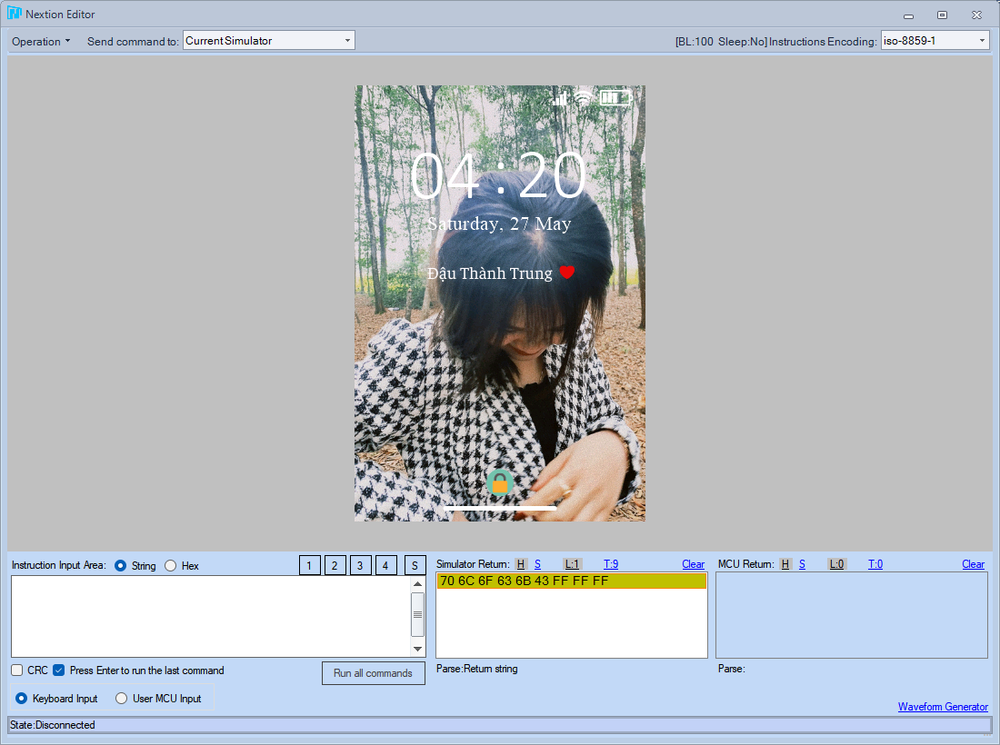 Nextion Editor
Operation Send command to: CurrentSimulator [BL:100 Sleep:No] Instructions Encoding: iso-8859-1
04 : 20
Saturday, 27 May
Đậu Thành Trung
Instruction Input Area: String Hex 1 2 3 4 S
Simulator Return: H S L:1 T:9 Clear
MCU Return: H S L:0 T:0 Clear
70 6C 6F 63 6B 43 FF FF FF
CRC Press Enter to run the last command Run all commands
Parse:Return string
Parse:
Keyboard Input User MCU Input
Waveform Generator
State:Disconnected